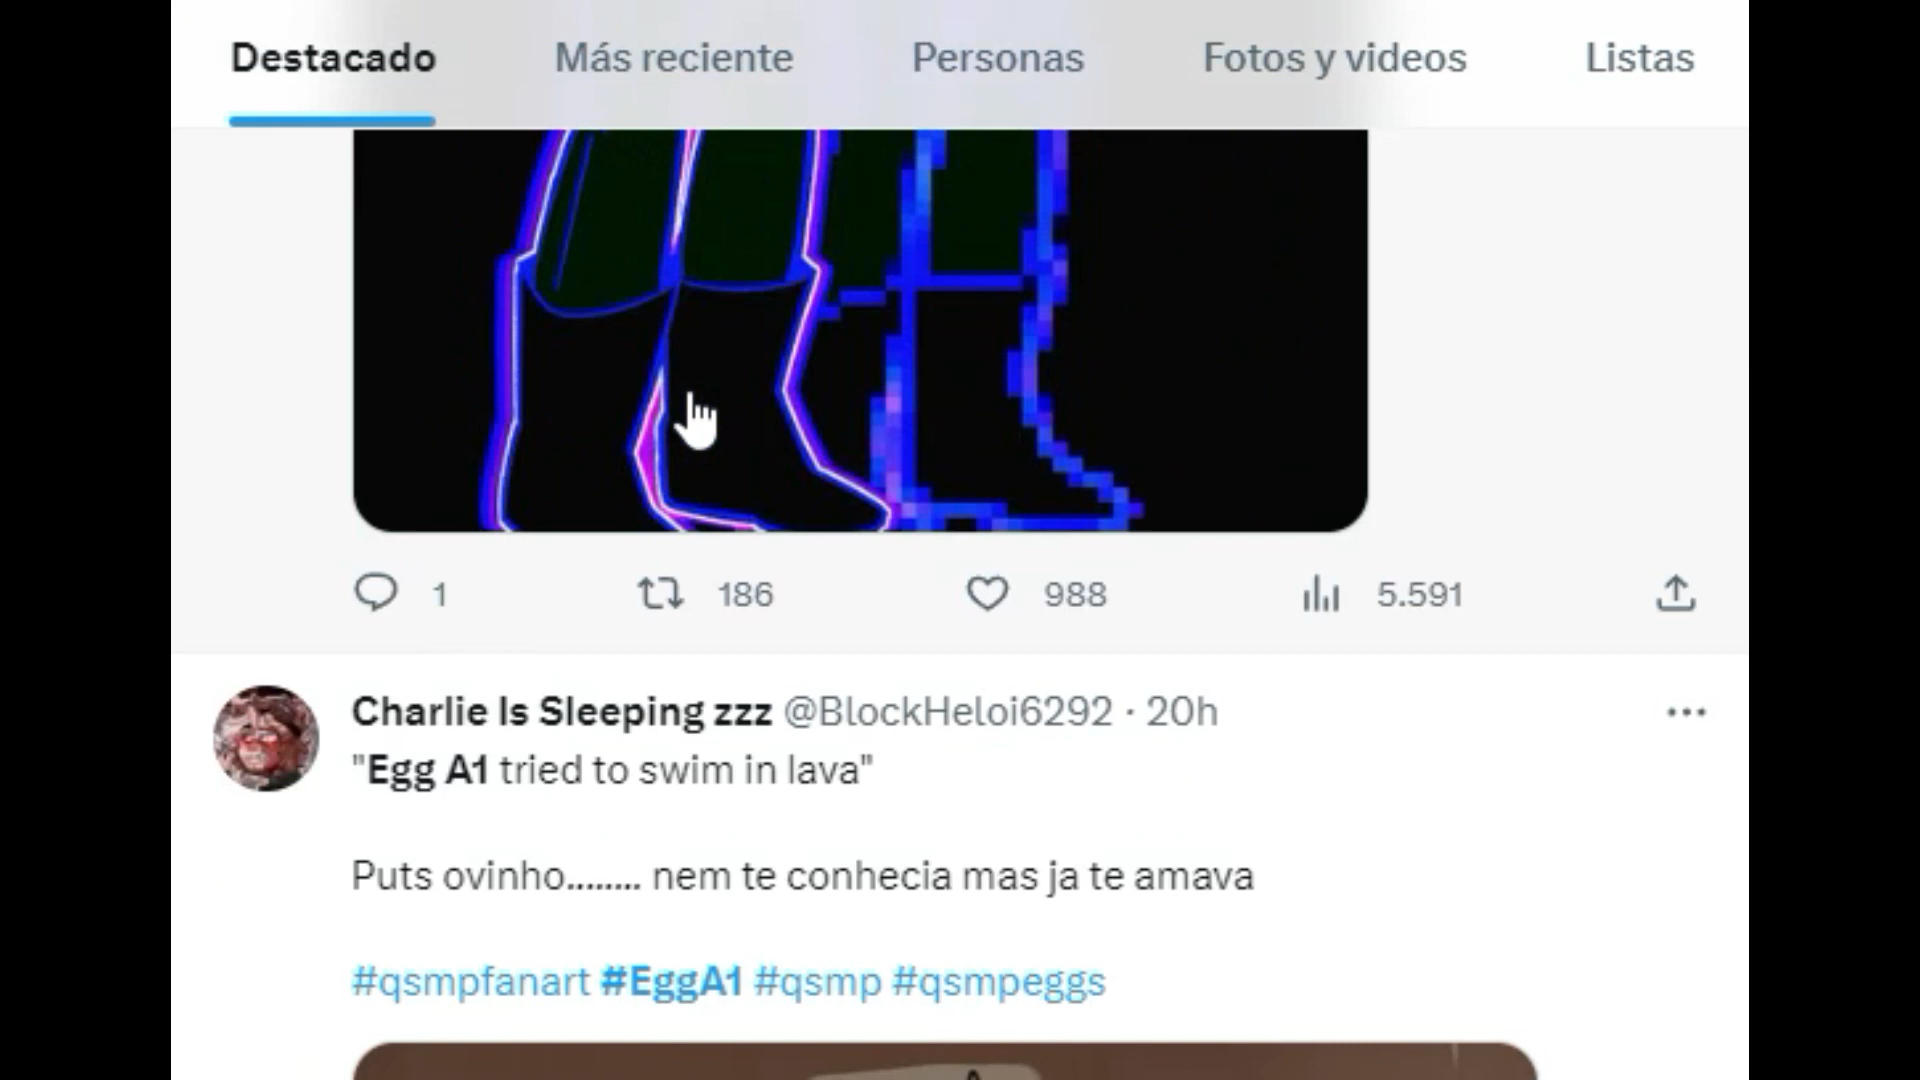 Destacado Más reciente Personas Fotos y videos Listas
1 186 988 5.591
Charlie Is Sleeping zzz @BlockHeloi6292 · 20h
"Egg A1 tried to swim in lava"
Puts ovinho........ nem te conhecia mas ja te amava
#qsmpfanart #EggA1 #qsmp #qsmpeggs